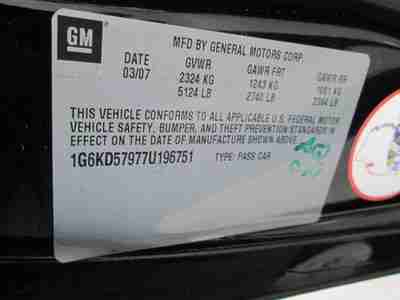 GM
MFD BY GENERAL MOTORS CORP
DATE GVWR GAWR FRT GAWR RR
03/07 2324 KG 1243 KG 1081 KG
5124 LB 2740 LB 2384 LB
THIS VEHICLE CONFORMS TO ALL APPLICABLE U.S. FEDERAL MOTOR
VEHICLE SAFETY, BUMPER, AND THEFT PREVENTION STANDARDS IN
EFFECT ON THE DATE OF MANUFACTURE SHOWN ABOVE.
1G6KD57977U196751 TYPE: PASS CAR